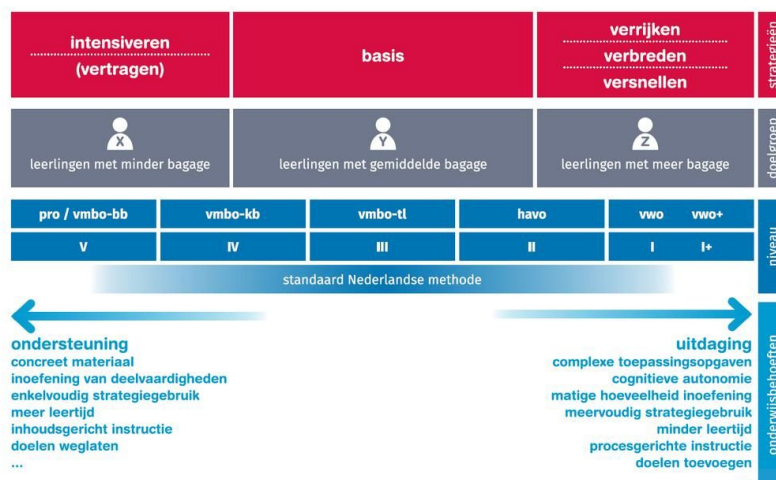 intensiveren
(vertragen)
basis
verrijken
verbreden
versnellen
strategieën
X
leerlingen met minder bagage
Y
leerlingen met gemiddelde bagage
Z
leerlingen met meer bagage
doelgroepen
pro / vmbo-bb
vmbo-kb
vmbo-tl
havo
vwo vwo+
V
IV
III
II
I I+
niveau
standaard Nederlandse methode
ondersteuning
concreet materiaal
inoefening van deelvaardigheden
enkelvoudig strategiegebruik
meer leertijd
inhoudsgericht instructie
doelen weglaten
...
uitdaging
complexe toepassingsopgaven
cognitieve autonomie
matige hoeveelheid inoefening
meervoudig strategiegebruik
minder leertijd
procesgerichte instructie
doelen toevoegen
onderwijsbehoeften